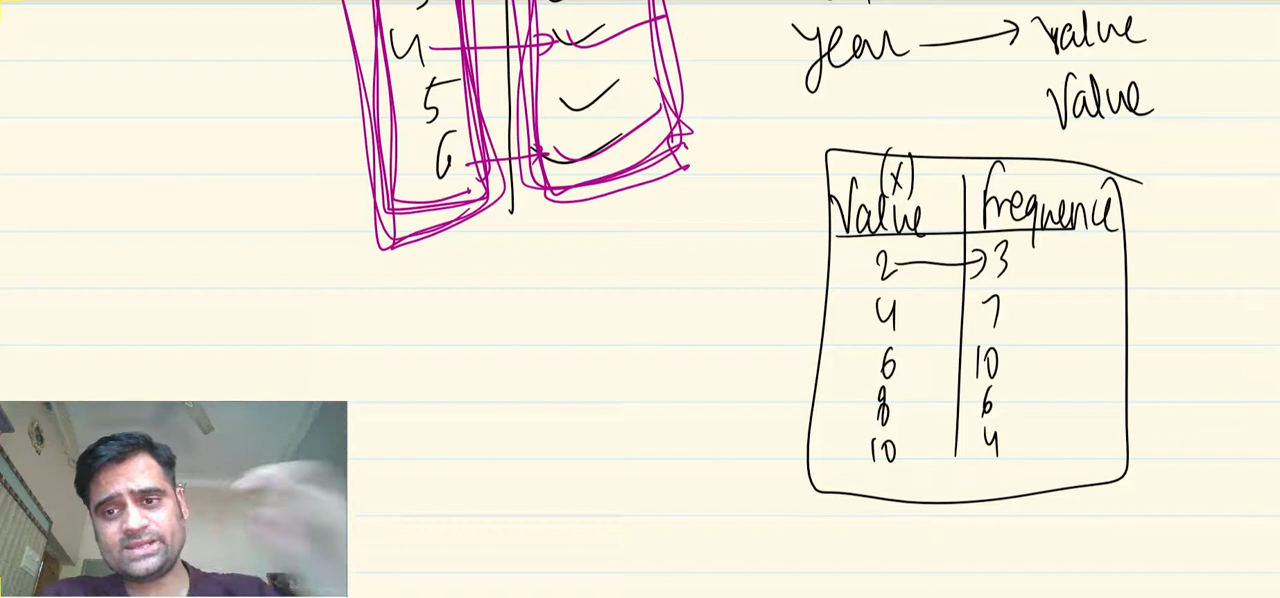 4
5
6
year → value
value
Value (x) | frequence
2 → 3
4 | 7
6 | 10
8 | 6
10 | 4